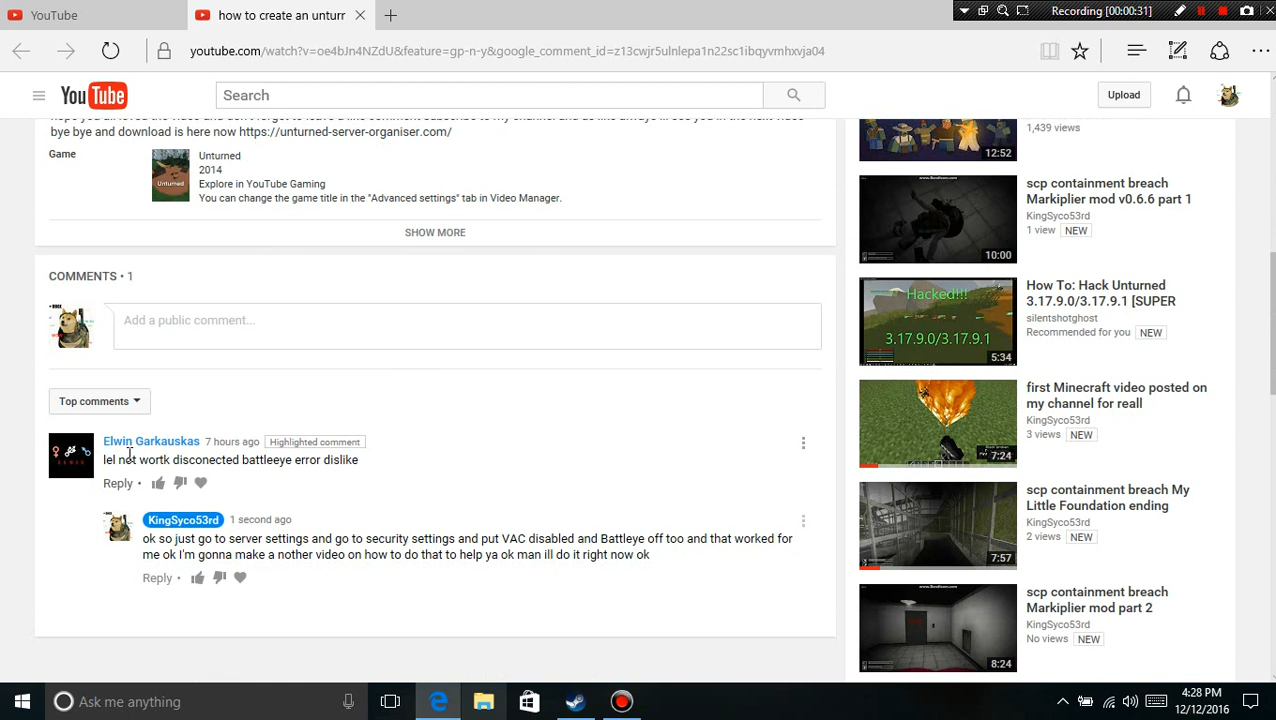 YouTube
how to create an unturr
Recording [00:00:31]
youtube.com/watch?v=oe4bJn4NZdU&feature=gp-n-y&google_comment_id=z13cwjr5ulnlepa1n22sc1ibqyvmhxvja04
YouTube
Search
Upload
bye bye and download is here now https://unturned-server-organiser.com/
Game
Unturned
Unturned
2014
Explore in YouTube Gaming
You can change the game title in the "Advanced settings" tab in Video Manager.
SHOW MORE
COMMENTS • 1
Add a public comment...
Top comments
Elwin Garkauskas 7 hours ago Highlighted comment
lel not wortk disconected battleeye error dislike
Reply •
KingSyco53rd 1 second ago
ok so just go to server settings and go to security settings and put VAC disabled and Battleye off too and that worked for
me ok I'm gonna make a nother video on how to do that to help ya ok man ill do it right now ok
Reply •
12:52
1,439 views
10:00
scp containment breach
Markiplier mod v0.6.6 part 1
KingSyco53rd
1 view NEW
Hacked!!!
3.17.9.0/3.17.9.1
5:34
How To: Hack Unturned
3.17.9.0/3.17.9.1 [SUPER
silentshotghost
Recommended for you NEW
7:24
first Minecraft video posted on
my channel for reall
KingSyco53rd
3 views NEW
7:57
scp containment breach My
Little Foundation ending
KingSyco53rd
2 views NEW
8:24
scp containment breach
Markiplier mod part 2
KingSyco53rd
No views NEW
Ask me anything
4:28 PM
12/12/2016